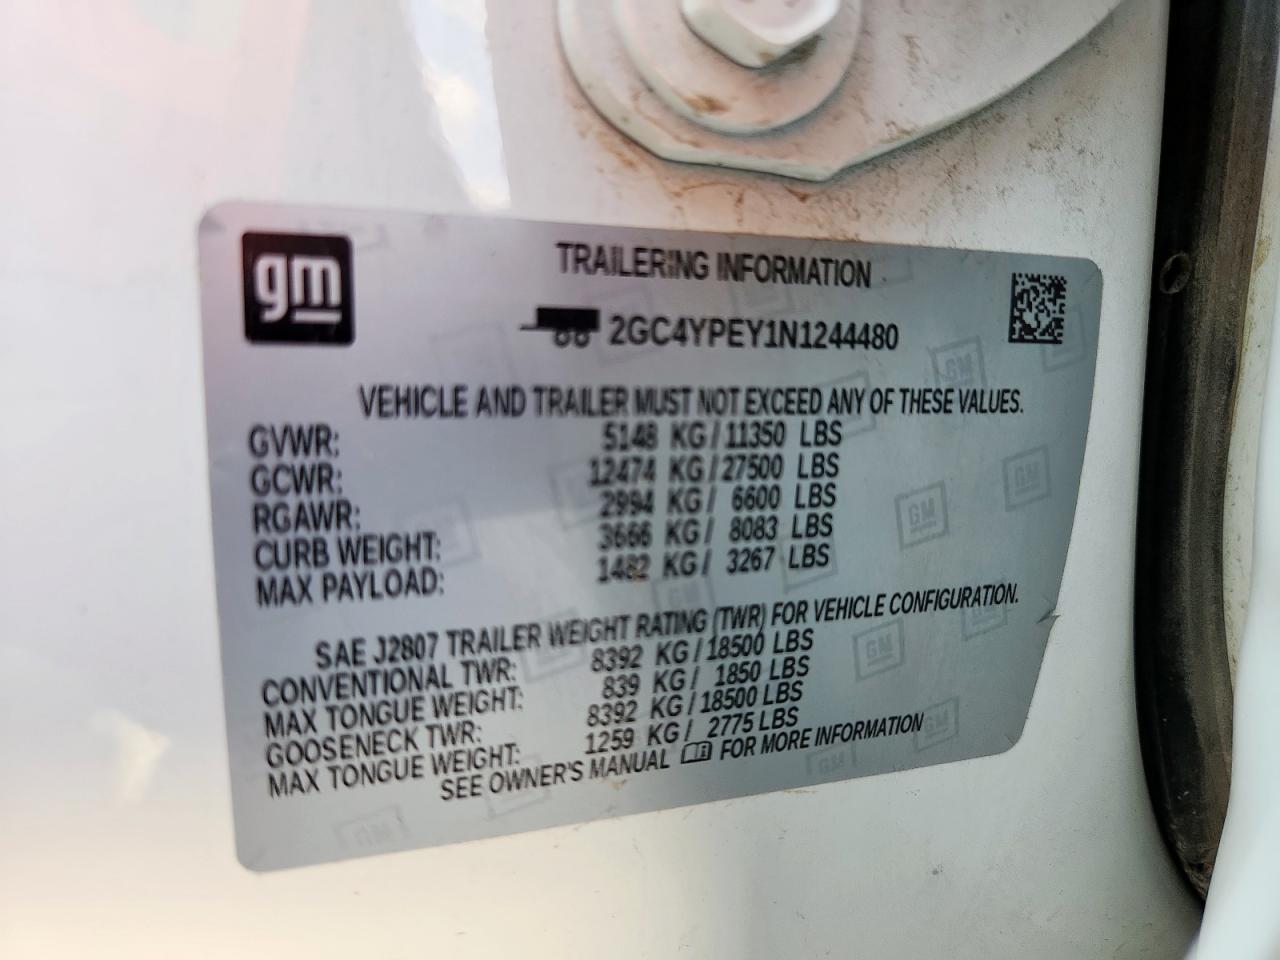 gm
TRAILERING INFORMATION
2GC4YPEY1N1244480
VEHICLE AND TRAILER MUST NOT EXCEED ANY OF THESE VALUES.
GVWR: 5148 KG/11350 LBS
GCWR: 12474 KG/27500 LBS
RGAWR: 2994 KG/ 6600 LBS
CURB WEIGHT: 3666 KG/ 8083 LBS
MAX PAYLOAD: 1482 KG/ 3267 LBS
SAE J2807 TRAILER WEIGHT RATING (TWR) FOR VEHICLE CONFIGURATION.
CONVENTIONAL TWR: 8392 KG/18500 LBS
MAX TONGUE WEIGHT: 839 KG/ 1850 LBS
GOOSENECK TWR: 8392 KG/18500 LBS
MAX TONGUE WEIGHT: 1259 KG/ 2775 LBS
SEE OWNER'S MANUAL FOR MORE INFORMATION